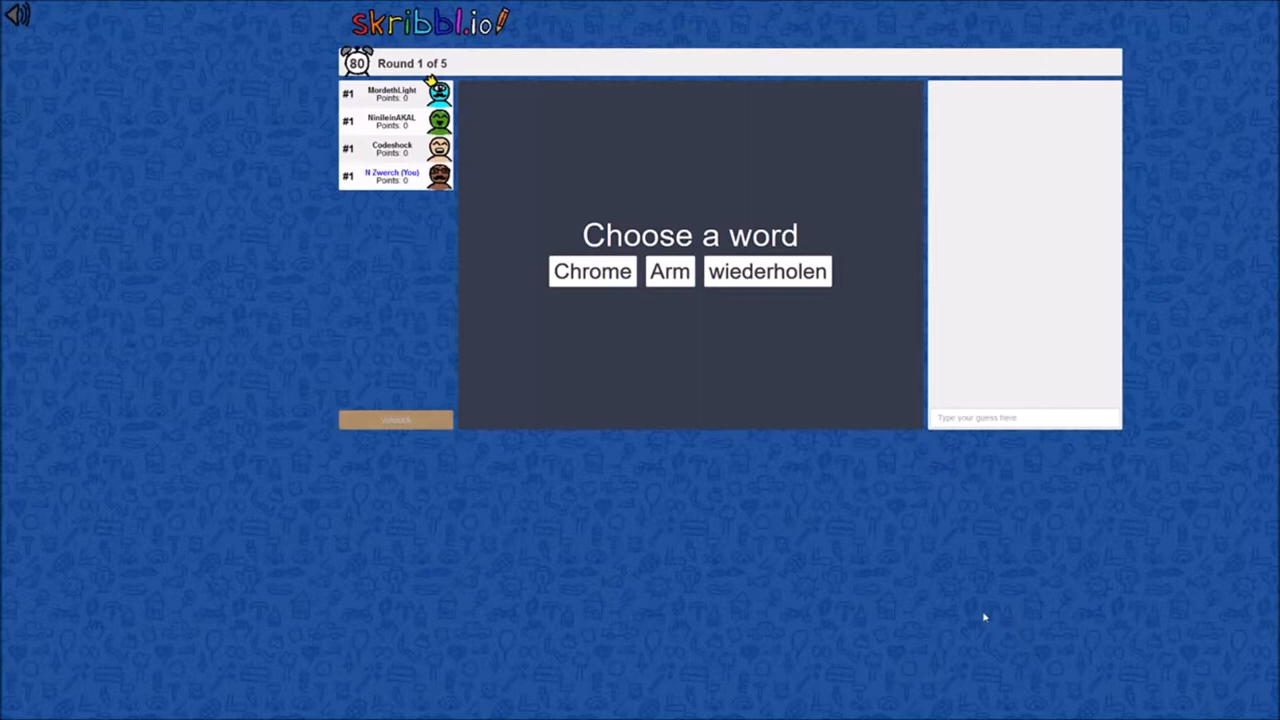 skribbl.io!
80 Round 1 of 5
#1 MordethLight
Points: 0
#1 NinileinAKAL
Points: 0
#1 Codeshock
Points: 0
#1 N Zwerch (You)
Points: 0
Choose a word
Chrome Arm wiederholen
Votekick
Type your guess here